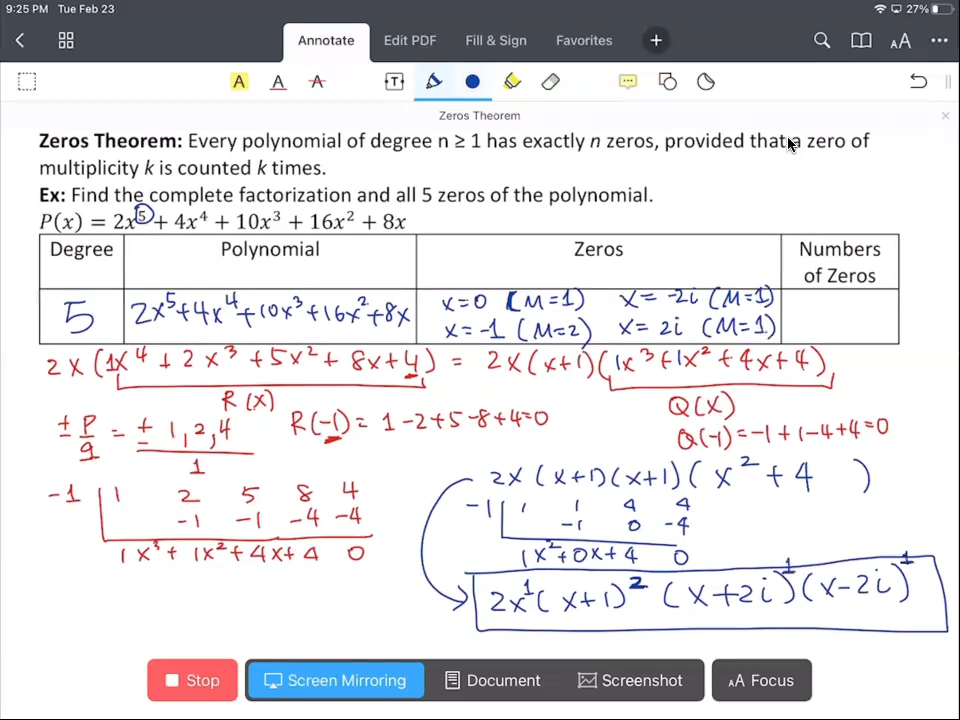 9:25 PM Tue Feb 23 27%
Annotate Edit PDF Fill & Sign Favorites
A A A T AA
Zeros Theorem
Zeros Theorem: Every polynomial of degree n ≥ 1 has exactly n zeros, provided that a zero of
multiplicity k is counted k times.
Ex: Find the complete factorization and all 5 zeros of the polynomial.
P(x) = 2x⁵ + 4x⁴ + 10x³ + 16x² + 8x
Degree Polynomial Zeros Numbers of Zeros
5 2x⁵+4x⁴+10x³+16x²+8x x=0 (M=1) x=-2i (M=1)
x=-1 (M=2) x=2i (M=1)
2x(1x⁴+2x³+5x²+8x+4) = 2x(x+1)(1x³+1x²+4x+4)
R(x) Q(x)
± p/q = ± 1,2,4 / 1 R(-1)= 1-2+5-8+4=0
Q(-1)=-1+1-4+4=0
2x(x+1)(x+1)(x²+4 )
-1 | 1 2 5 8 4
-1 -1 -4 -4
1x³+1x²+4x+4 0
-1 | 1 1 4 4
-1 0 -4
1x²+0x+4 0
2x¹(x+1)²(x+2i)¹(x-2i)¹
Stop Screen Mirroring Document Screenshot AA Focus